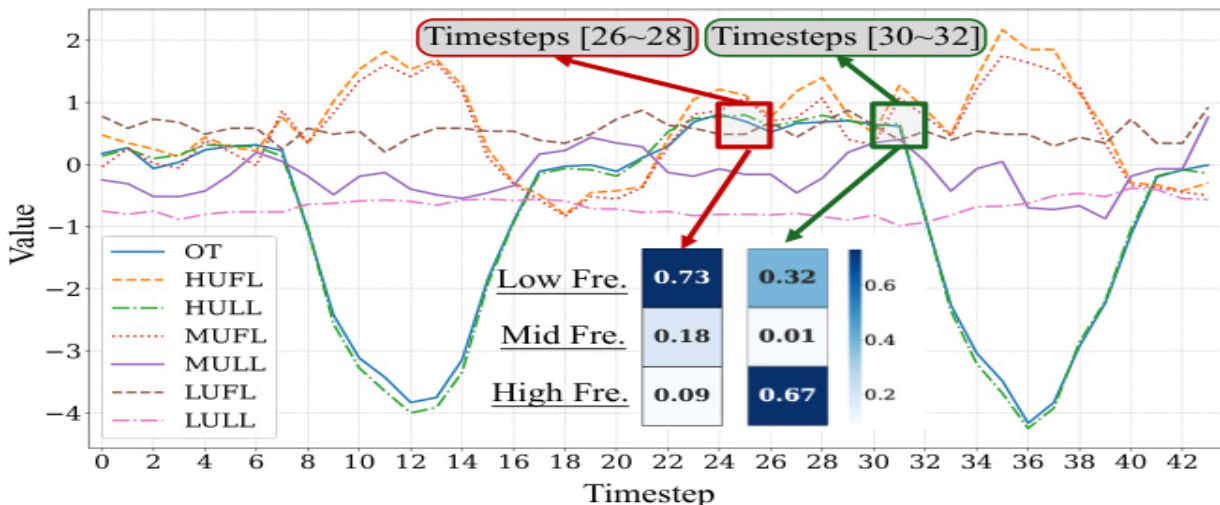 Timesteps [26~28] Timesteps [30~32]
2
1
0
−1
−2
−3
−4
Value
OT
HUFL
HULL
MUFL
MULL
LUFL
LULL
Low Fre. 0.73 0.32
Mid Fre. 0.18 0.01
High Fre. 0.09 0.67
0.6
0.4
0.2
0 2 4 6 8 10 12 14 16 18 20 22 24 26 28 30 32 34 36 38 40 42
Timestep